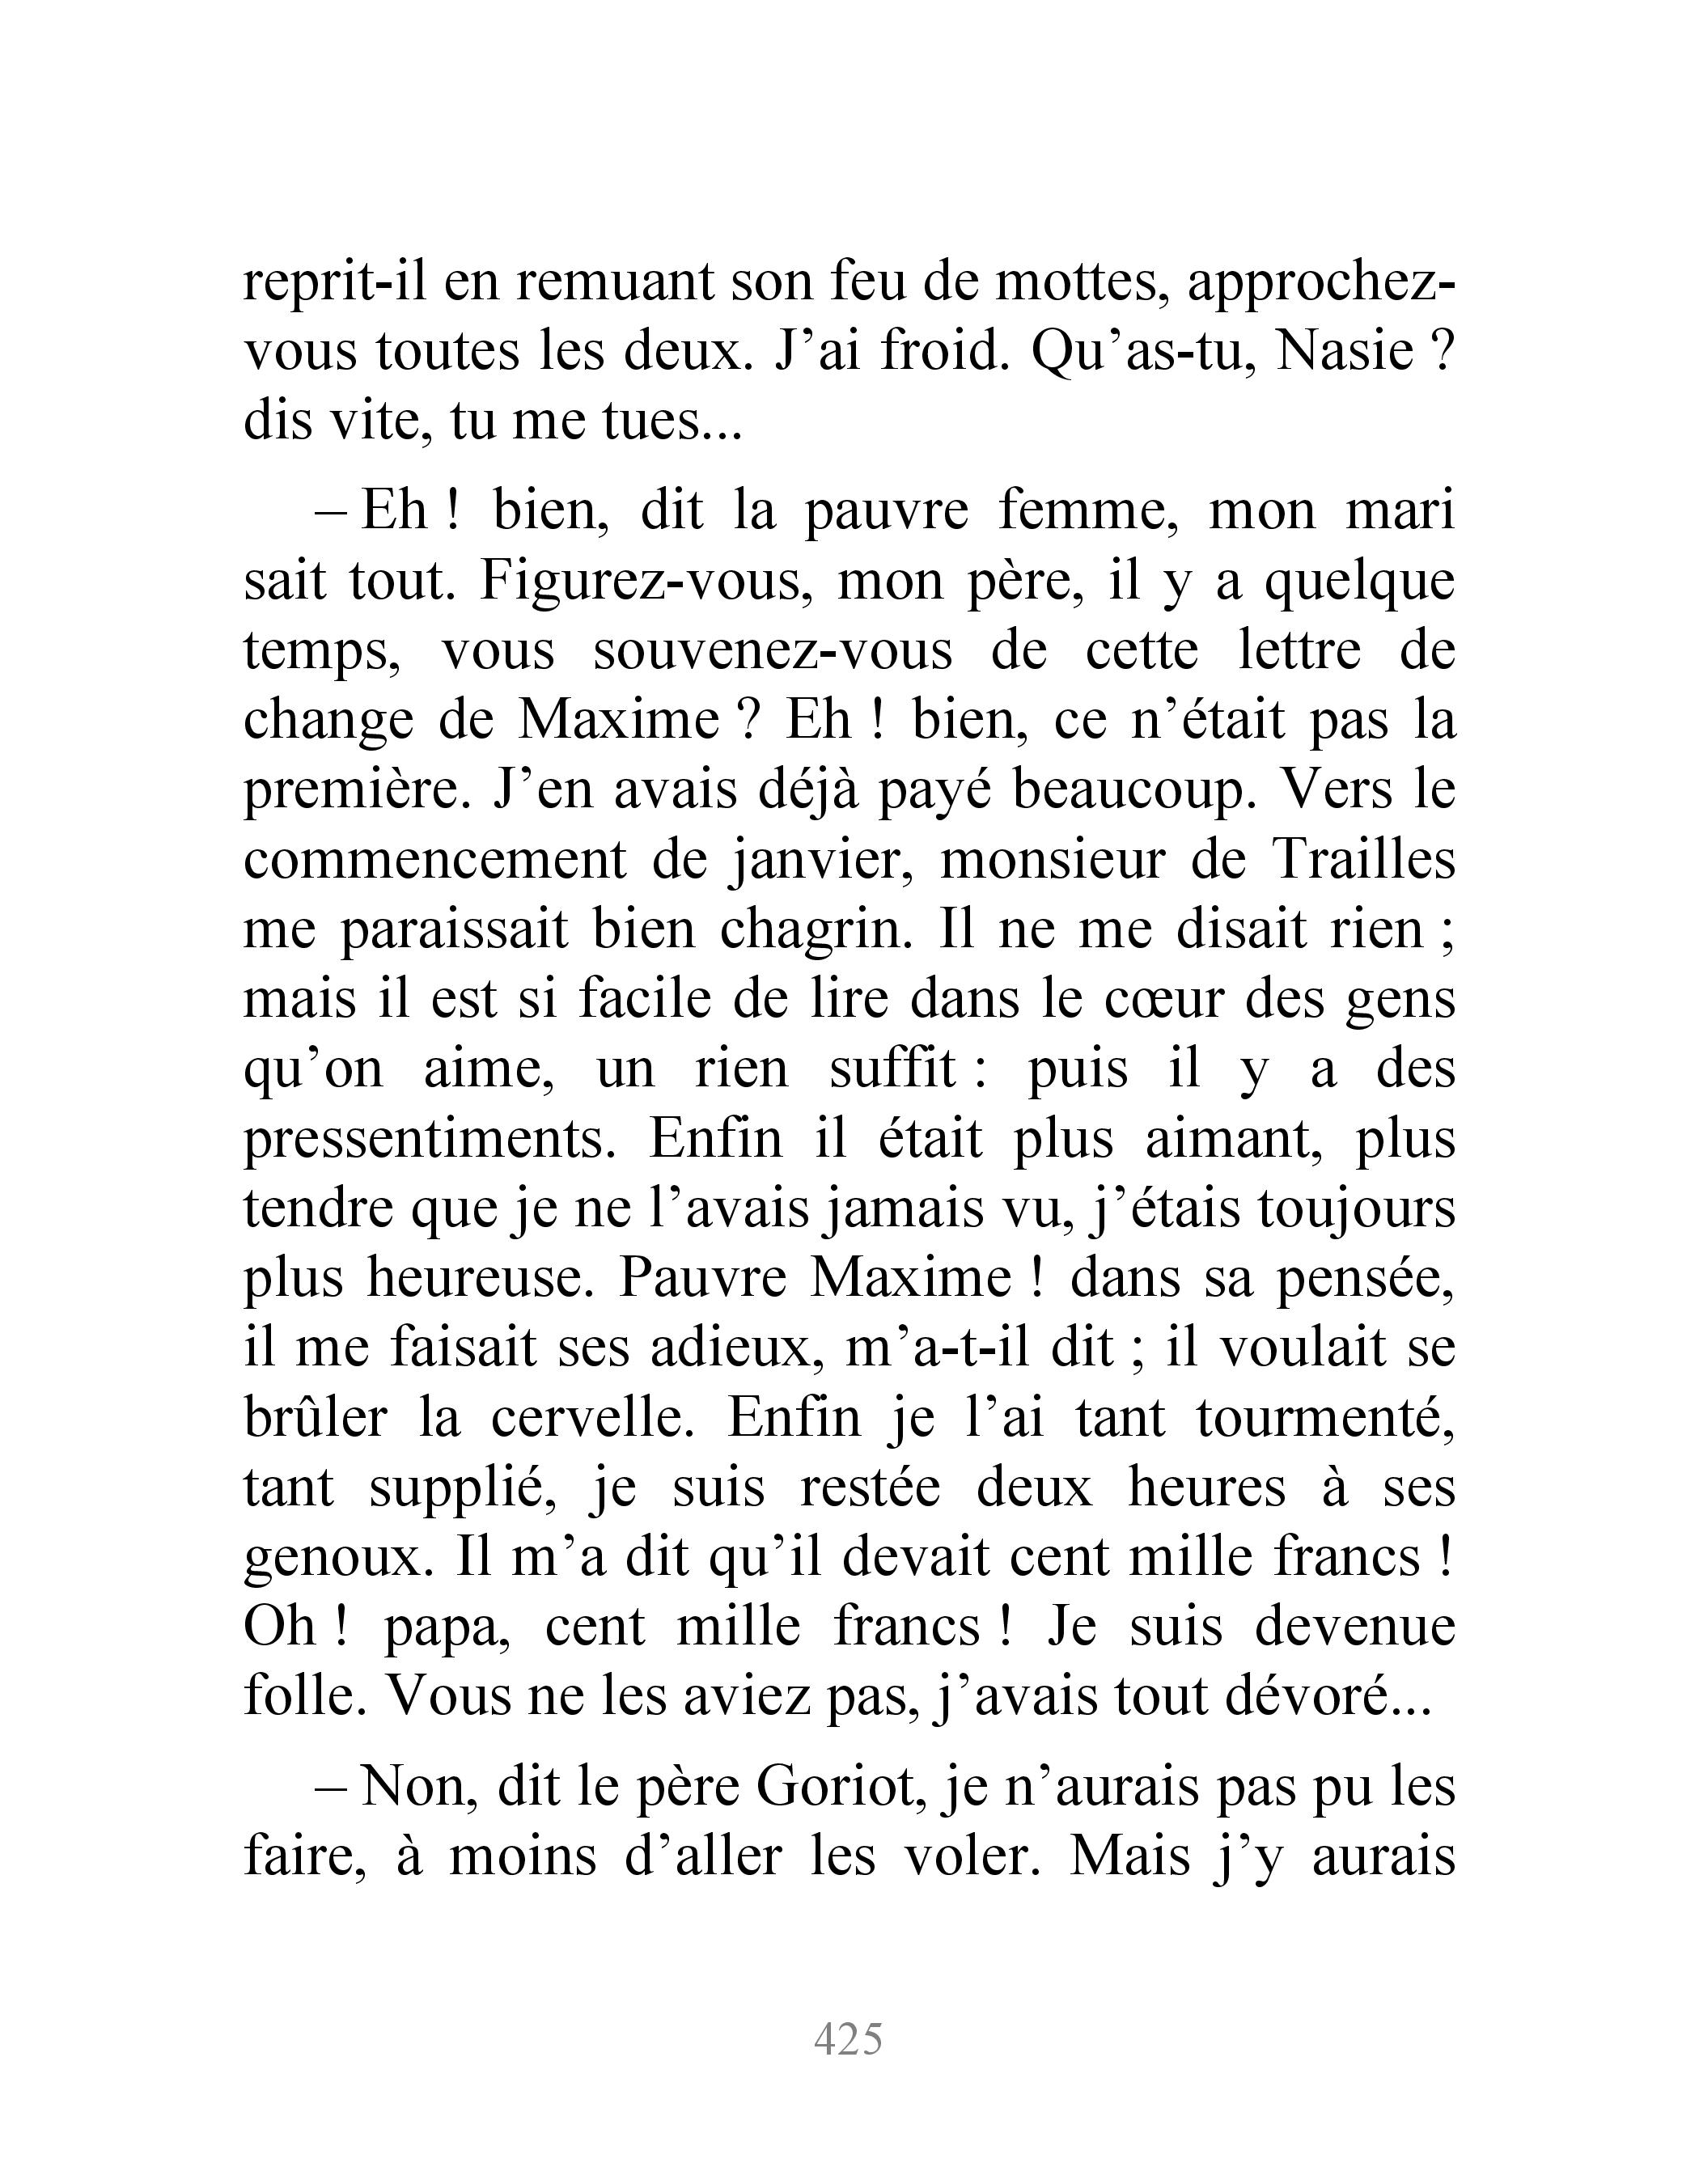 reprit-il en remuant son feu de mottes, approchez-
vous toutes les deux. J’ai froid. Qu’as-tu, Nasie ?
dis vite, tu me tues...
– Eh ! bien, dit la pauvre femme, mon mari
sait tout. Figurez-vous, mon père, il y a quelque
temps, vous souvenez-vous de cette lettre de
change de Maxime ? Eh ! bien, ce n’était pas la
première. J’en avais déjà payé beaucoup. Vers le
commencement de janvier, monsieur de Trailles
me paraissait bien chagrin. Il ne me disait rien ;
mais il est si facile de lire dans le cœur des gens
qu’on aime, un rien suffit : puis il y a des
pressentiments. Enfin il était plus aimant, plus
tendre que je ne l’avais jamais vu, j’étais toujours
plus heureuse. Pauvre Maxime ! dans sa pensée,
il me faisait ses adieux, m’a-t-il dit ; il voulait se
brûler la cervelle. Enfin je l’ai tant tourmenté,
tant supplié, je suis restée deux heures à ses
genoux. Il m’a dit qu’il devait cent mille francs !
Oh ! papa, cent mille francs ! Je suis devenue
folle. Vous ne les aviez pas, j’avais tout dévoré...
– Non, dit le père Goriot, je n’aurais pas pu les
faire, à moins d’aller les voler. Mais j’y aurais
425